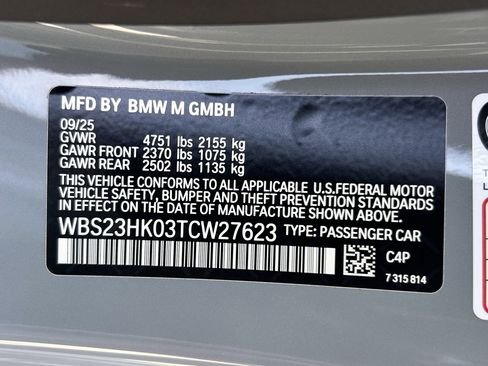 MFD BY BMW M GMBH
09/25
GVWR 4751 lbs 2155 kg
GAWR FRONT 2370 lbs 1075 kg
GAWR REAR 2502 lbs 1135 kg
THIS VEHICLE CONFORMS TO ALL APPLICABLE U.S.FEDERAL MOTOR
VEHICLE SAFETY, BUMPER AND THEFT PREVENTION STANDARDS
IN EFFECT ON THE DATE OF MANUFACTURE SHOWN ABOVE.
WBS23HK03TCW27623 TYPE: PASSENGER CAR
C4P
7 315 814